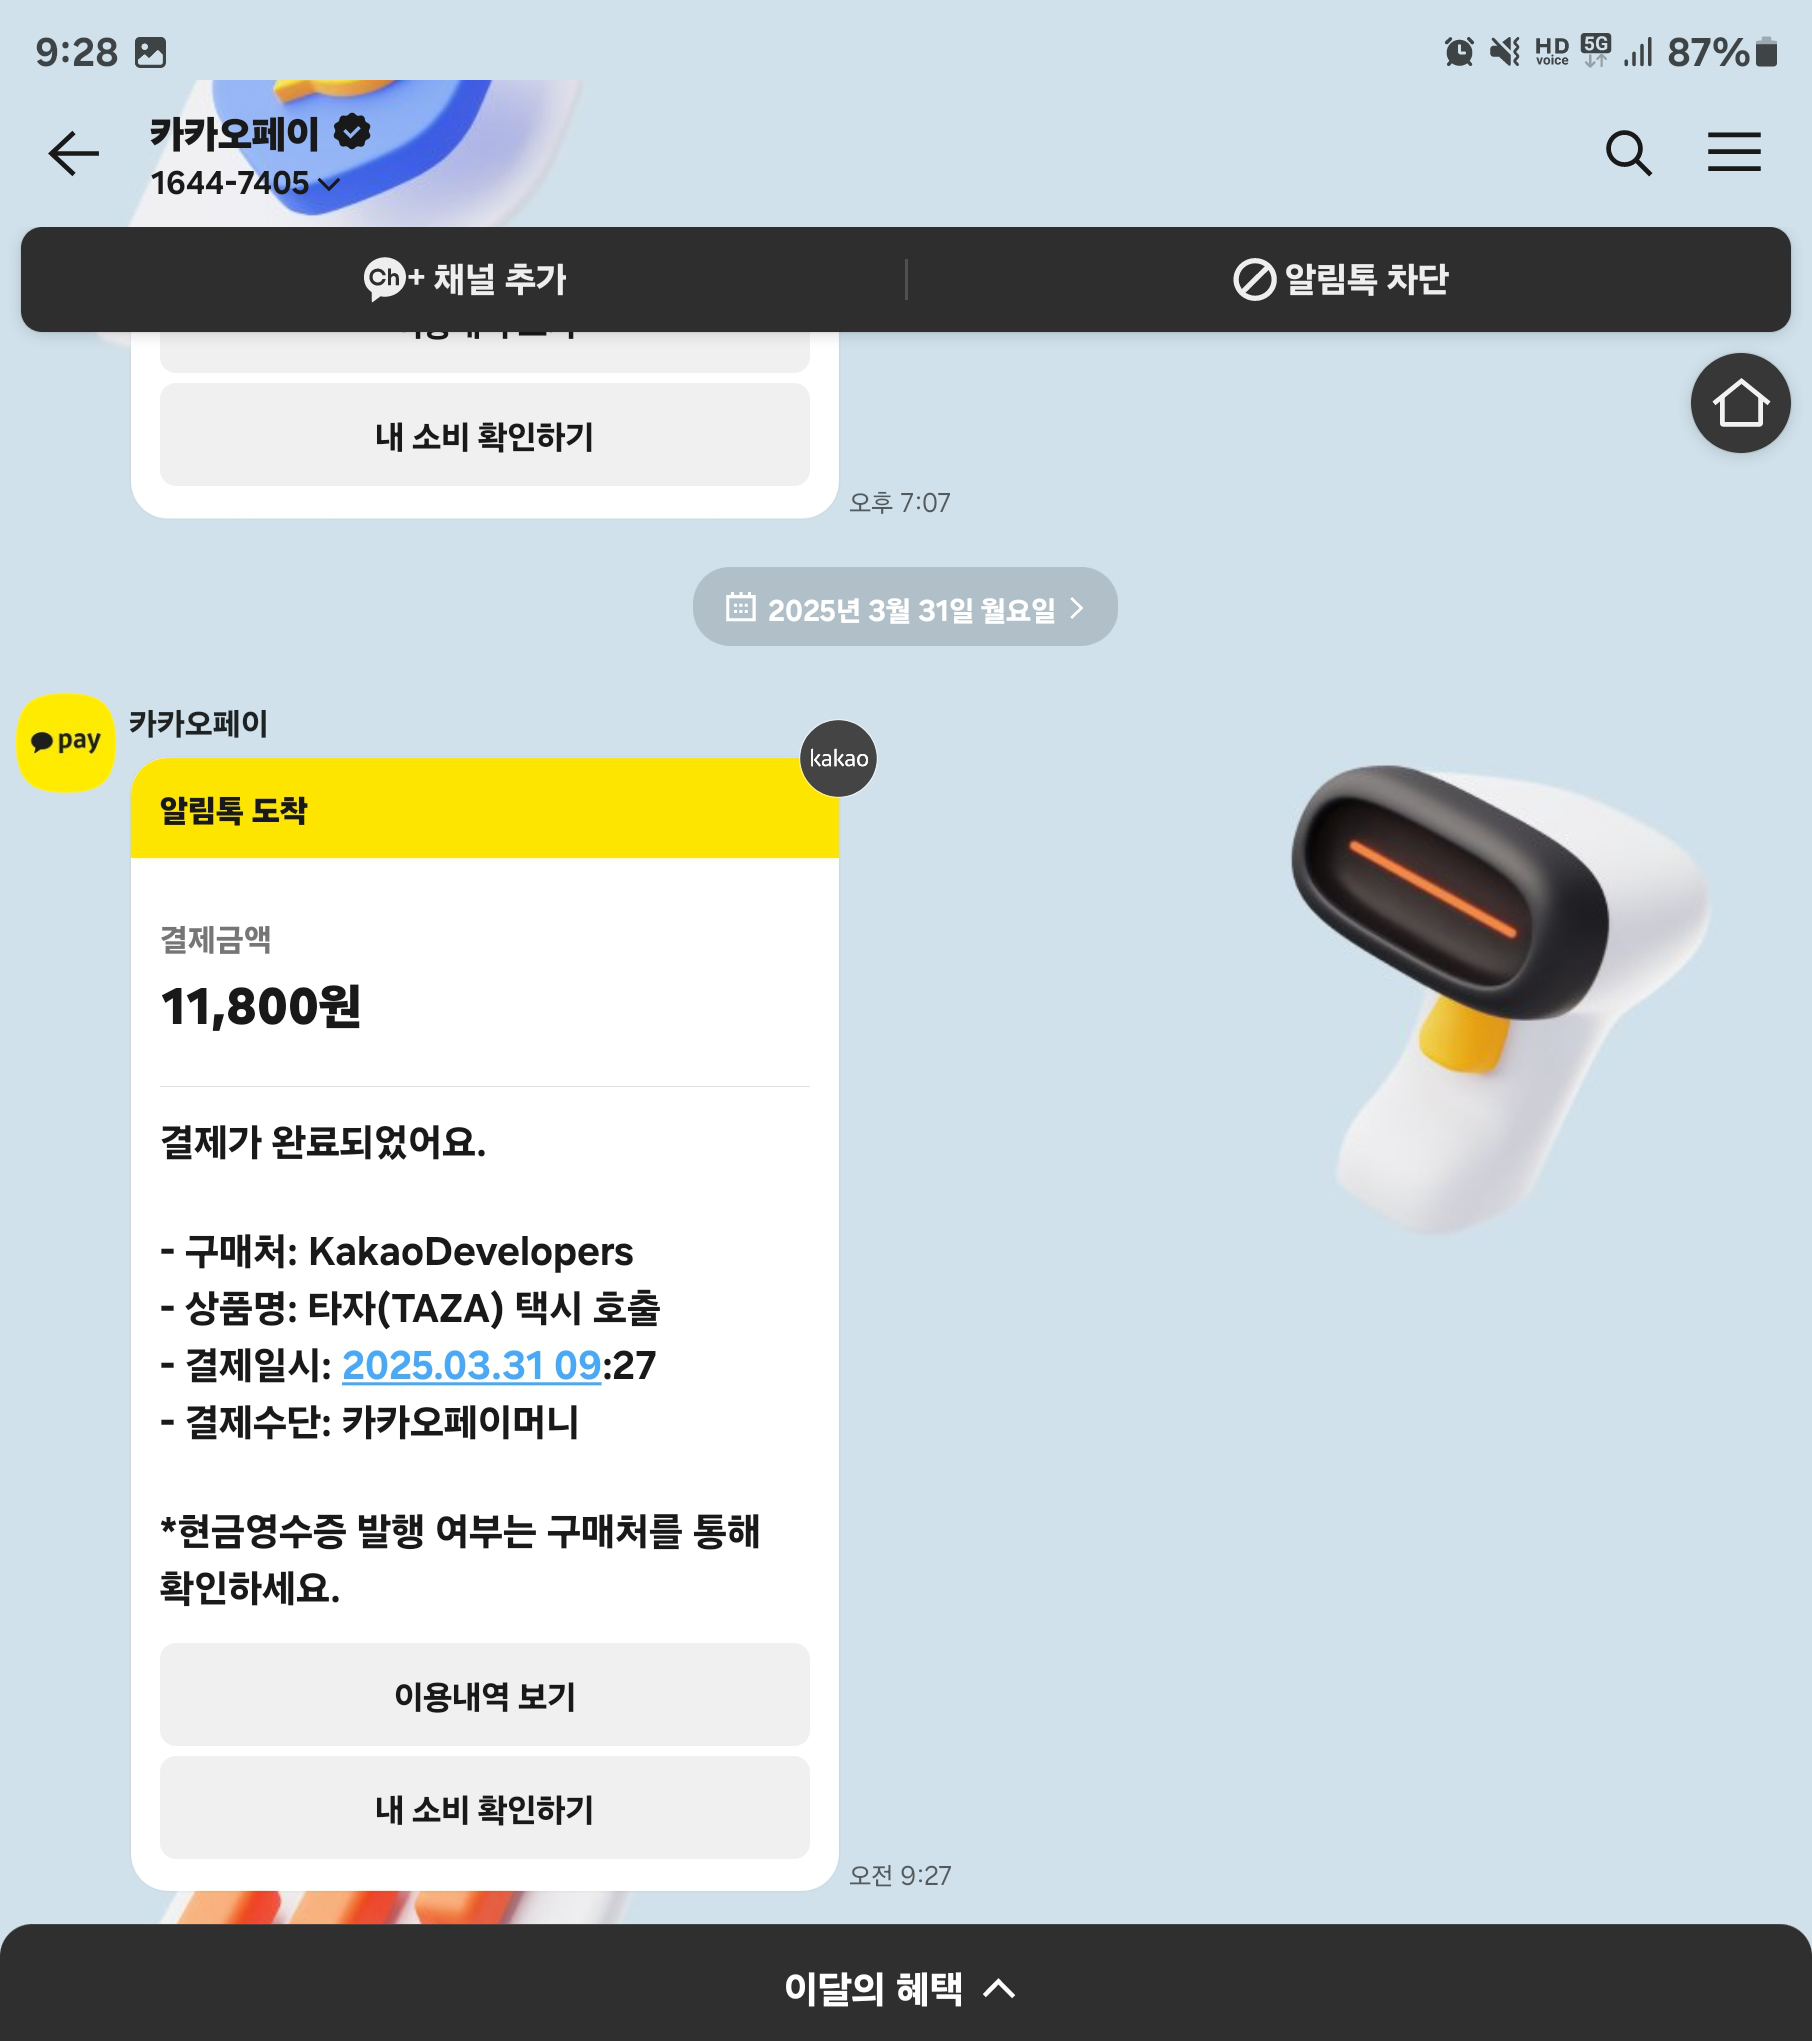 9:28
HD voice 5G 87%
카카오페이
1644-7405
Ch+ 채널 추가
알림톡 차단
내 소비 확인하기
오후 7:07
2025년 3월 31일 월요일
pay
카카오페이
kakao
알림톡 도착
결제금액
11,800원
결제가 완료되었어요.
- 구매처: KakaoDevelopers
- 상품명: 타자(TAZA) 택시 호출
- 결제일시: 2025.03.31 09:27
- 결제수단: 카카오페이머니
*현금영수증 발행 여부는 구매처를 통해
확인하세요.
이용내역 보기
내 소비 확인하기
오전 9:27
이달의 혜택